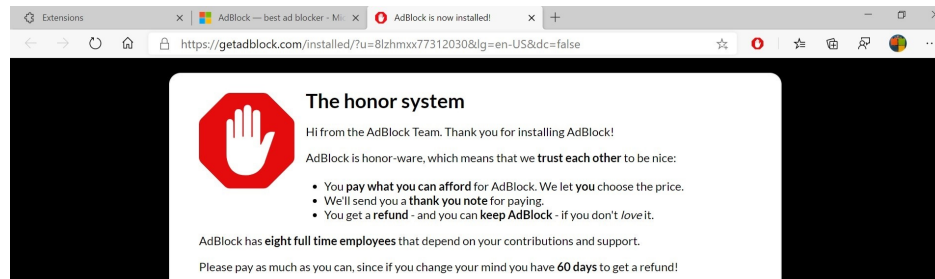 Extensions
AdBlock — best ad blocker - Mic
AdBlock is now installed!
https://getadblock.com/installed/?u=8lzhmxx77312030&lg=en-US&dc=false
The honor system
Hi from the AdBlock Team. Thank you for installing AdBlock!
AdBlock is honor-ware, which means that we trust each other to be nice:
• You pay what you can afford for AdBlock. We let you choose the price.
• We'll send you a thank you note for paying.
• You get a refund - and you can keep AdBlock - if you don't love it.
AdBlock has eight full time employees that depend on your contributions and support.
Please pay as much as you can, since if you change your mind you have 60 days to get a refund!